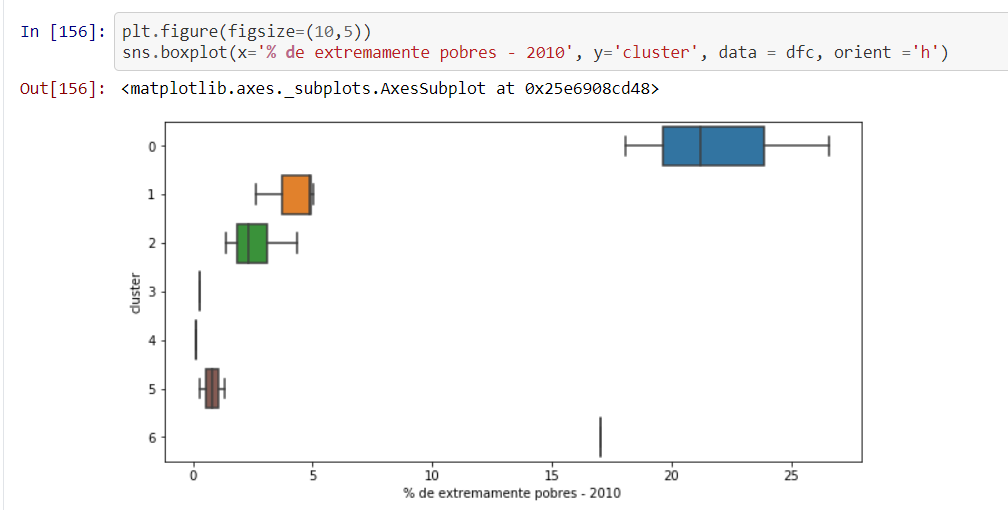 In [156]: plt.figure(figsize=(10,5))
sns.boxplot(x='% de extremamente pobres - 2010', y='cluster', data = dfc, orient ='h')
Out[156]: <matplotlib.axes._subplots.AxesSubplot at 0x25e6908cd48>
0
1
2
3
4
5
6
cluster
0 5 10 15 20 25
% de extremamente pobres - 2010